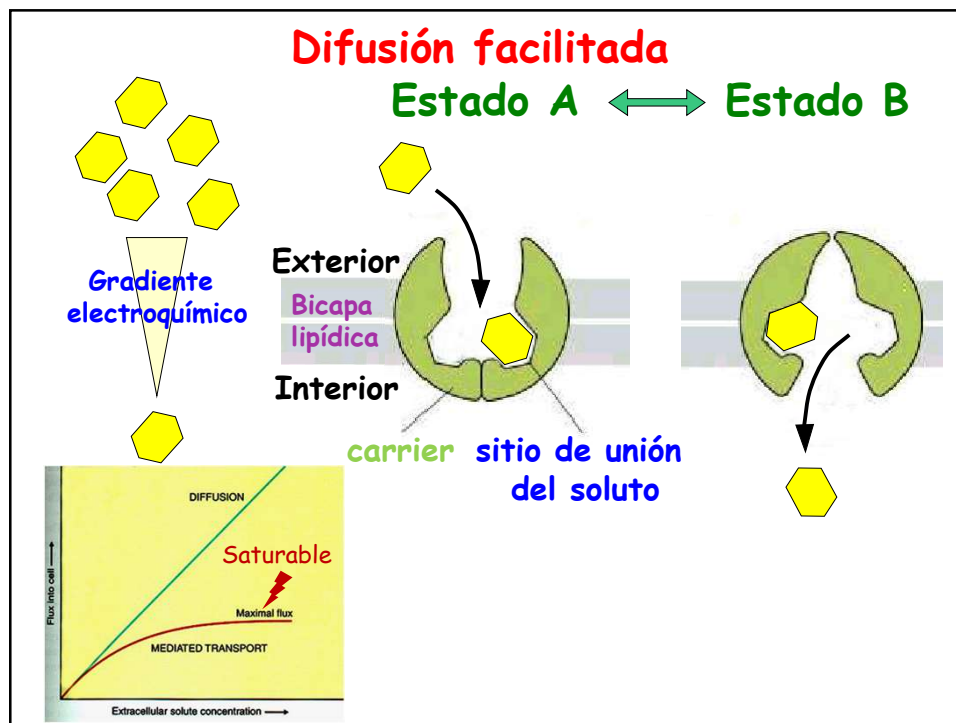 Difusión facilitada
Estado A
Estado B
Gradiente
electroquímico
Exterior
Bicapa
lipídica
Interior
carrier
sitio de unión
del soluto
DIFFUSION
Saturable
Maximal flux
MEDIATED TRANSPORT
Flux into cell
Extracellular solute concentration